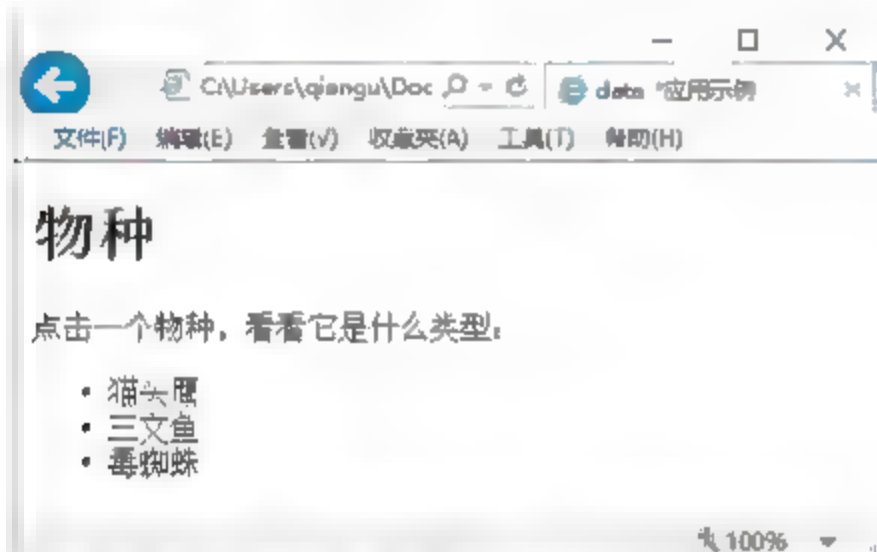 C:\Users\qiangu\Doc data *应用示例
文件(F) 编辑(E) 查看(V) 收藏夹(A) 工具(T) 帮助(H)
物种
点击一个物种，看看它是什么类型：
• 猫头鹰
• 三文鱼
• 毒蜘蛛
100%